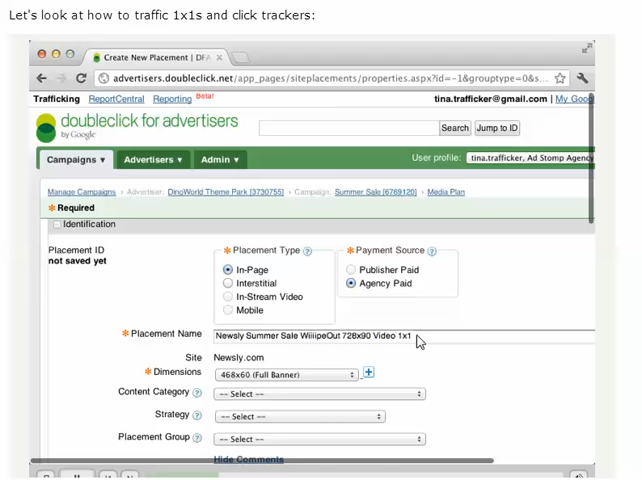 Let's look at how to traffic 1x1s and click trackers:
Create New Placement | DFA
advertisers.doubleclick.net/app_pages/siteplacements/properties.aspx?id=-1&grouptype=0&s...
Trafficking ReportCentral Reporting Beta! tina.trafficker@gmail.com | My Goog
doubleclick for advertisers
by Google
Search Jump to ID
Campaigns Advertisers Admin User profile: tina.trafficker, Ad Stomp Agency
Manage Campaigns › Advertiser: DinoWorld Theme Park [3730755] › Campaign: Summer Sale [6769120] › Media Plan
* Required
Identification
Placement ID
not saved yet
* Placement Type ?
In-Page
Interstitial
In-Stream Video
Mobile
* Payment Source ?
Publisher Paid
Agency Paid
* Placement Name Newsly Summer Sale WiiiipeOut 728x90 Video 1x1
Site Newsly.com
* Dimensions 468x60 (Full Banner)
Content Category ? -- Select --
Strategy ? -- Select --
Placement Group ? -- Select --
Hide Comments